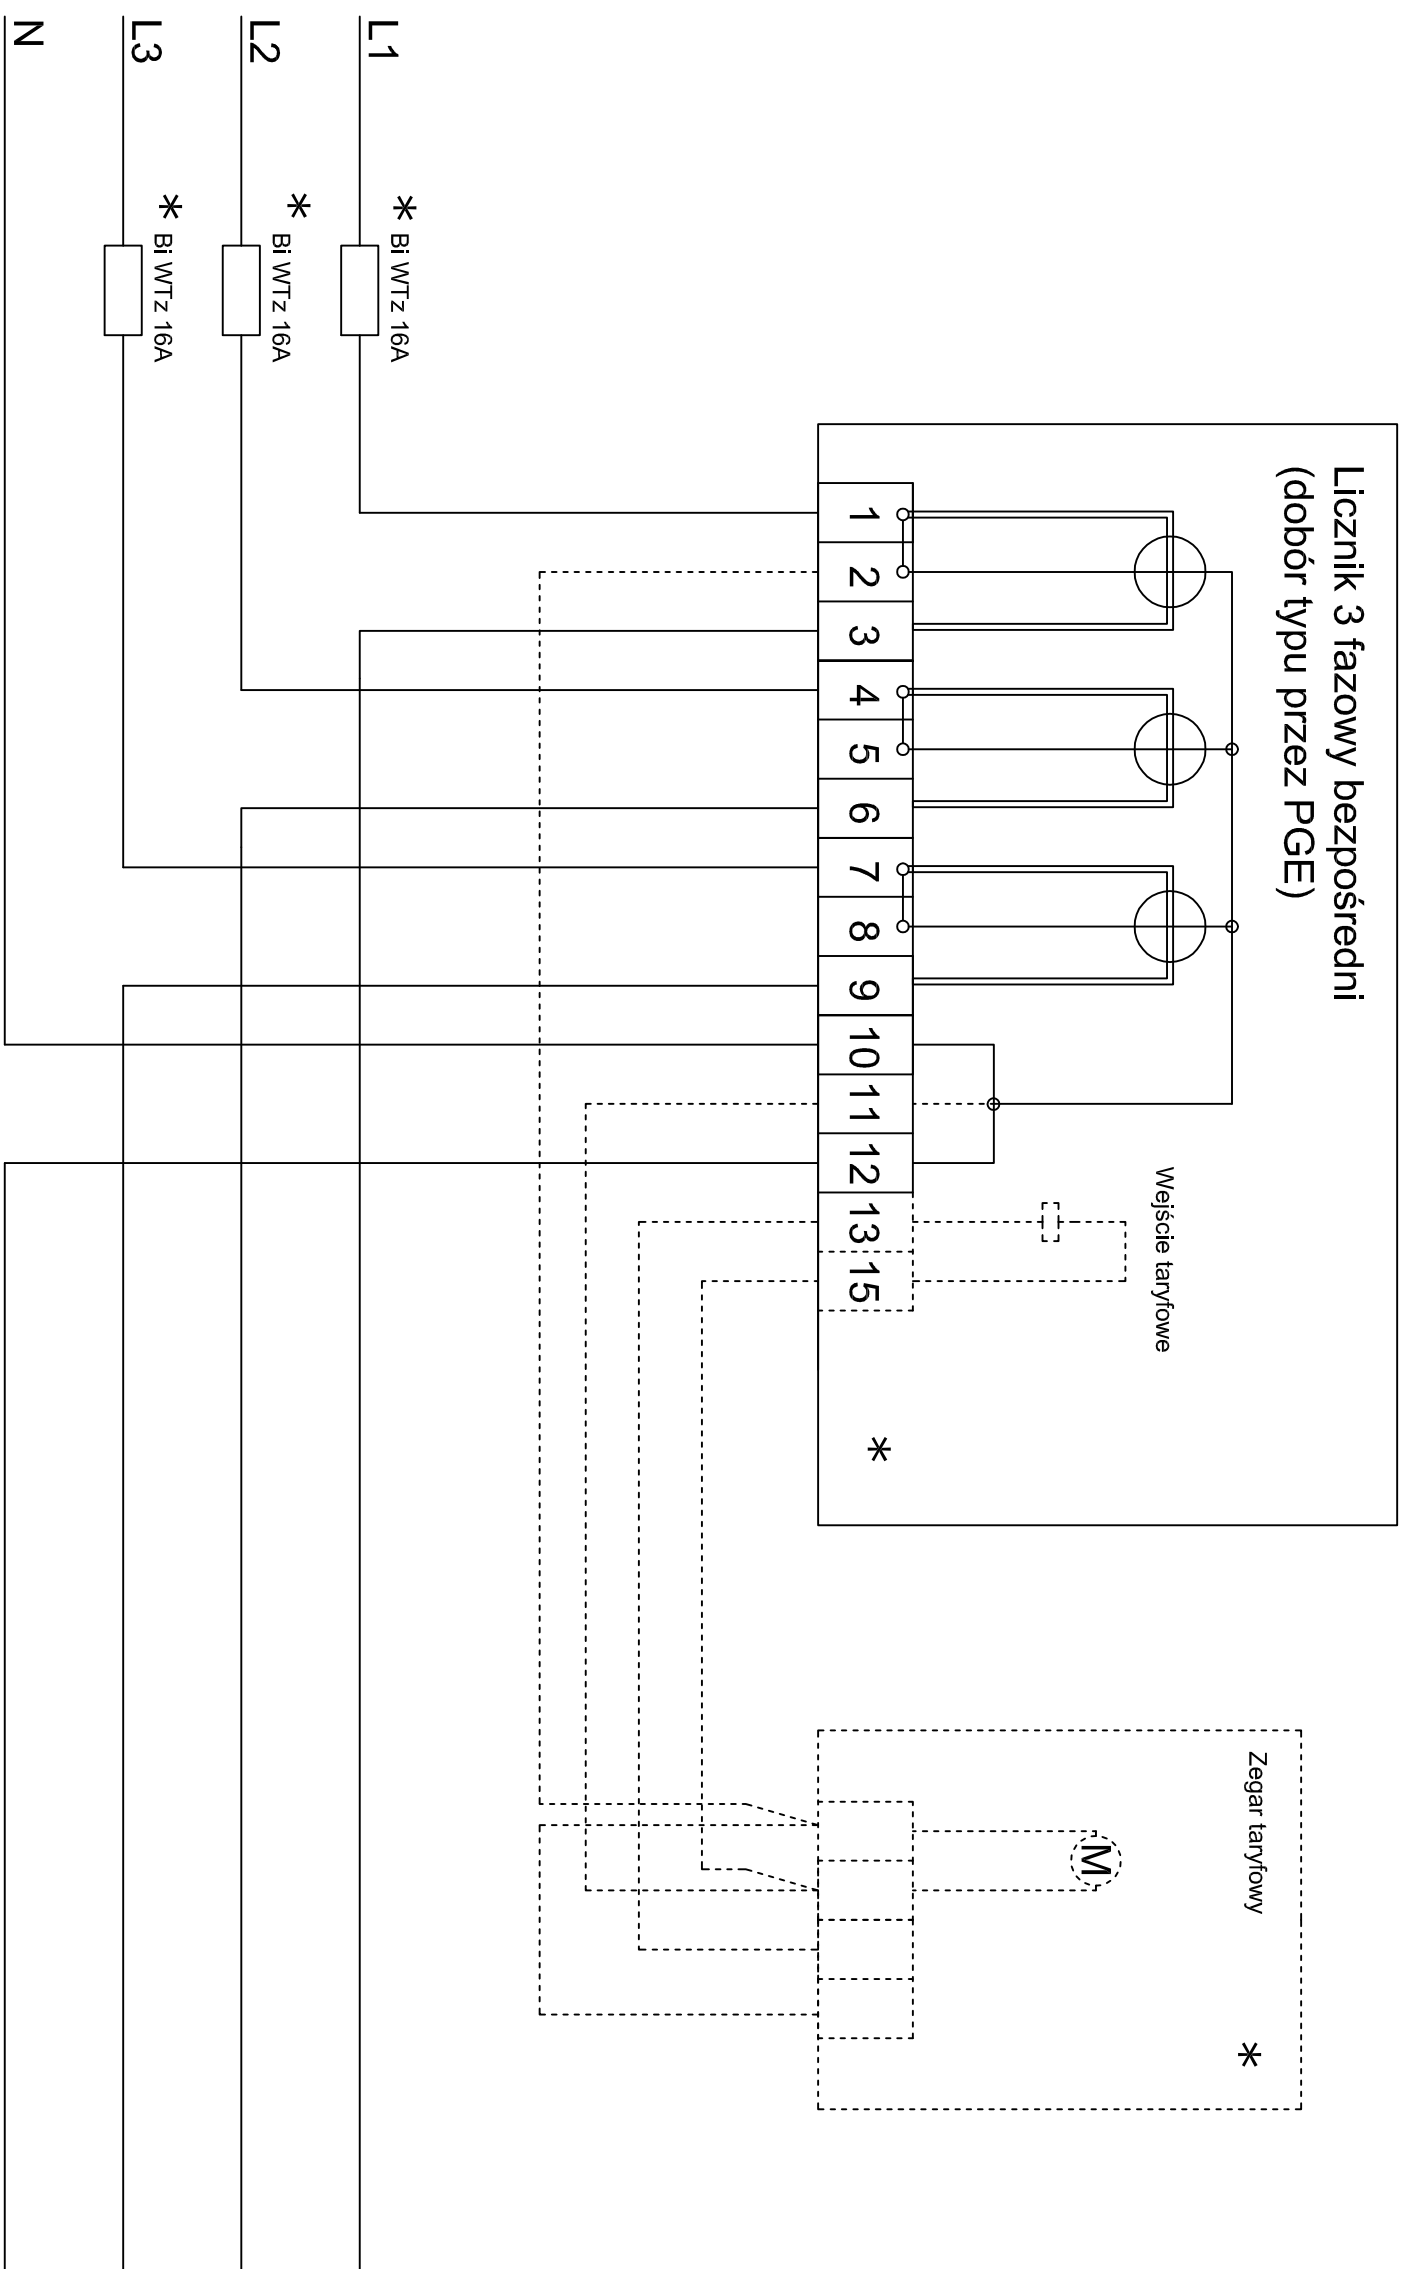 Licznik 3 fazowy bezpośredni
(dobór typu przez PGE)
Wejście taryfowe
Zegar taryfowy
M
*
*
1
2
3
4
5
6
7
8
9
10
11
12
13
15
* Bi WTz 16A
* Bi WTz 16A
* Bi WTz 16A
L1
L2
L3
N